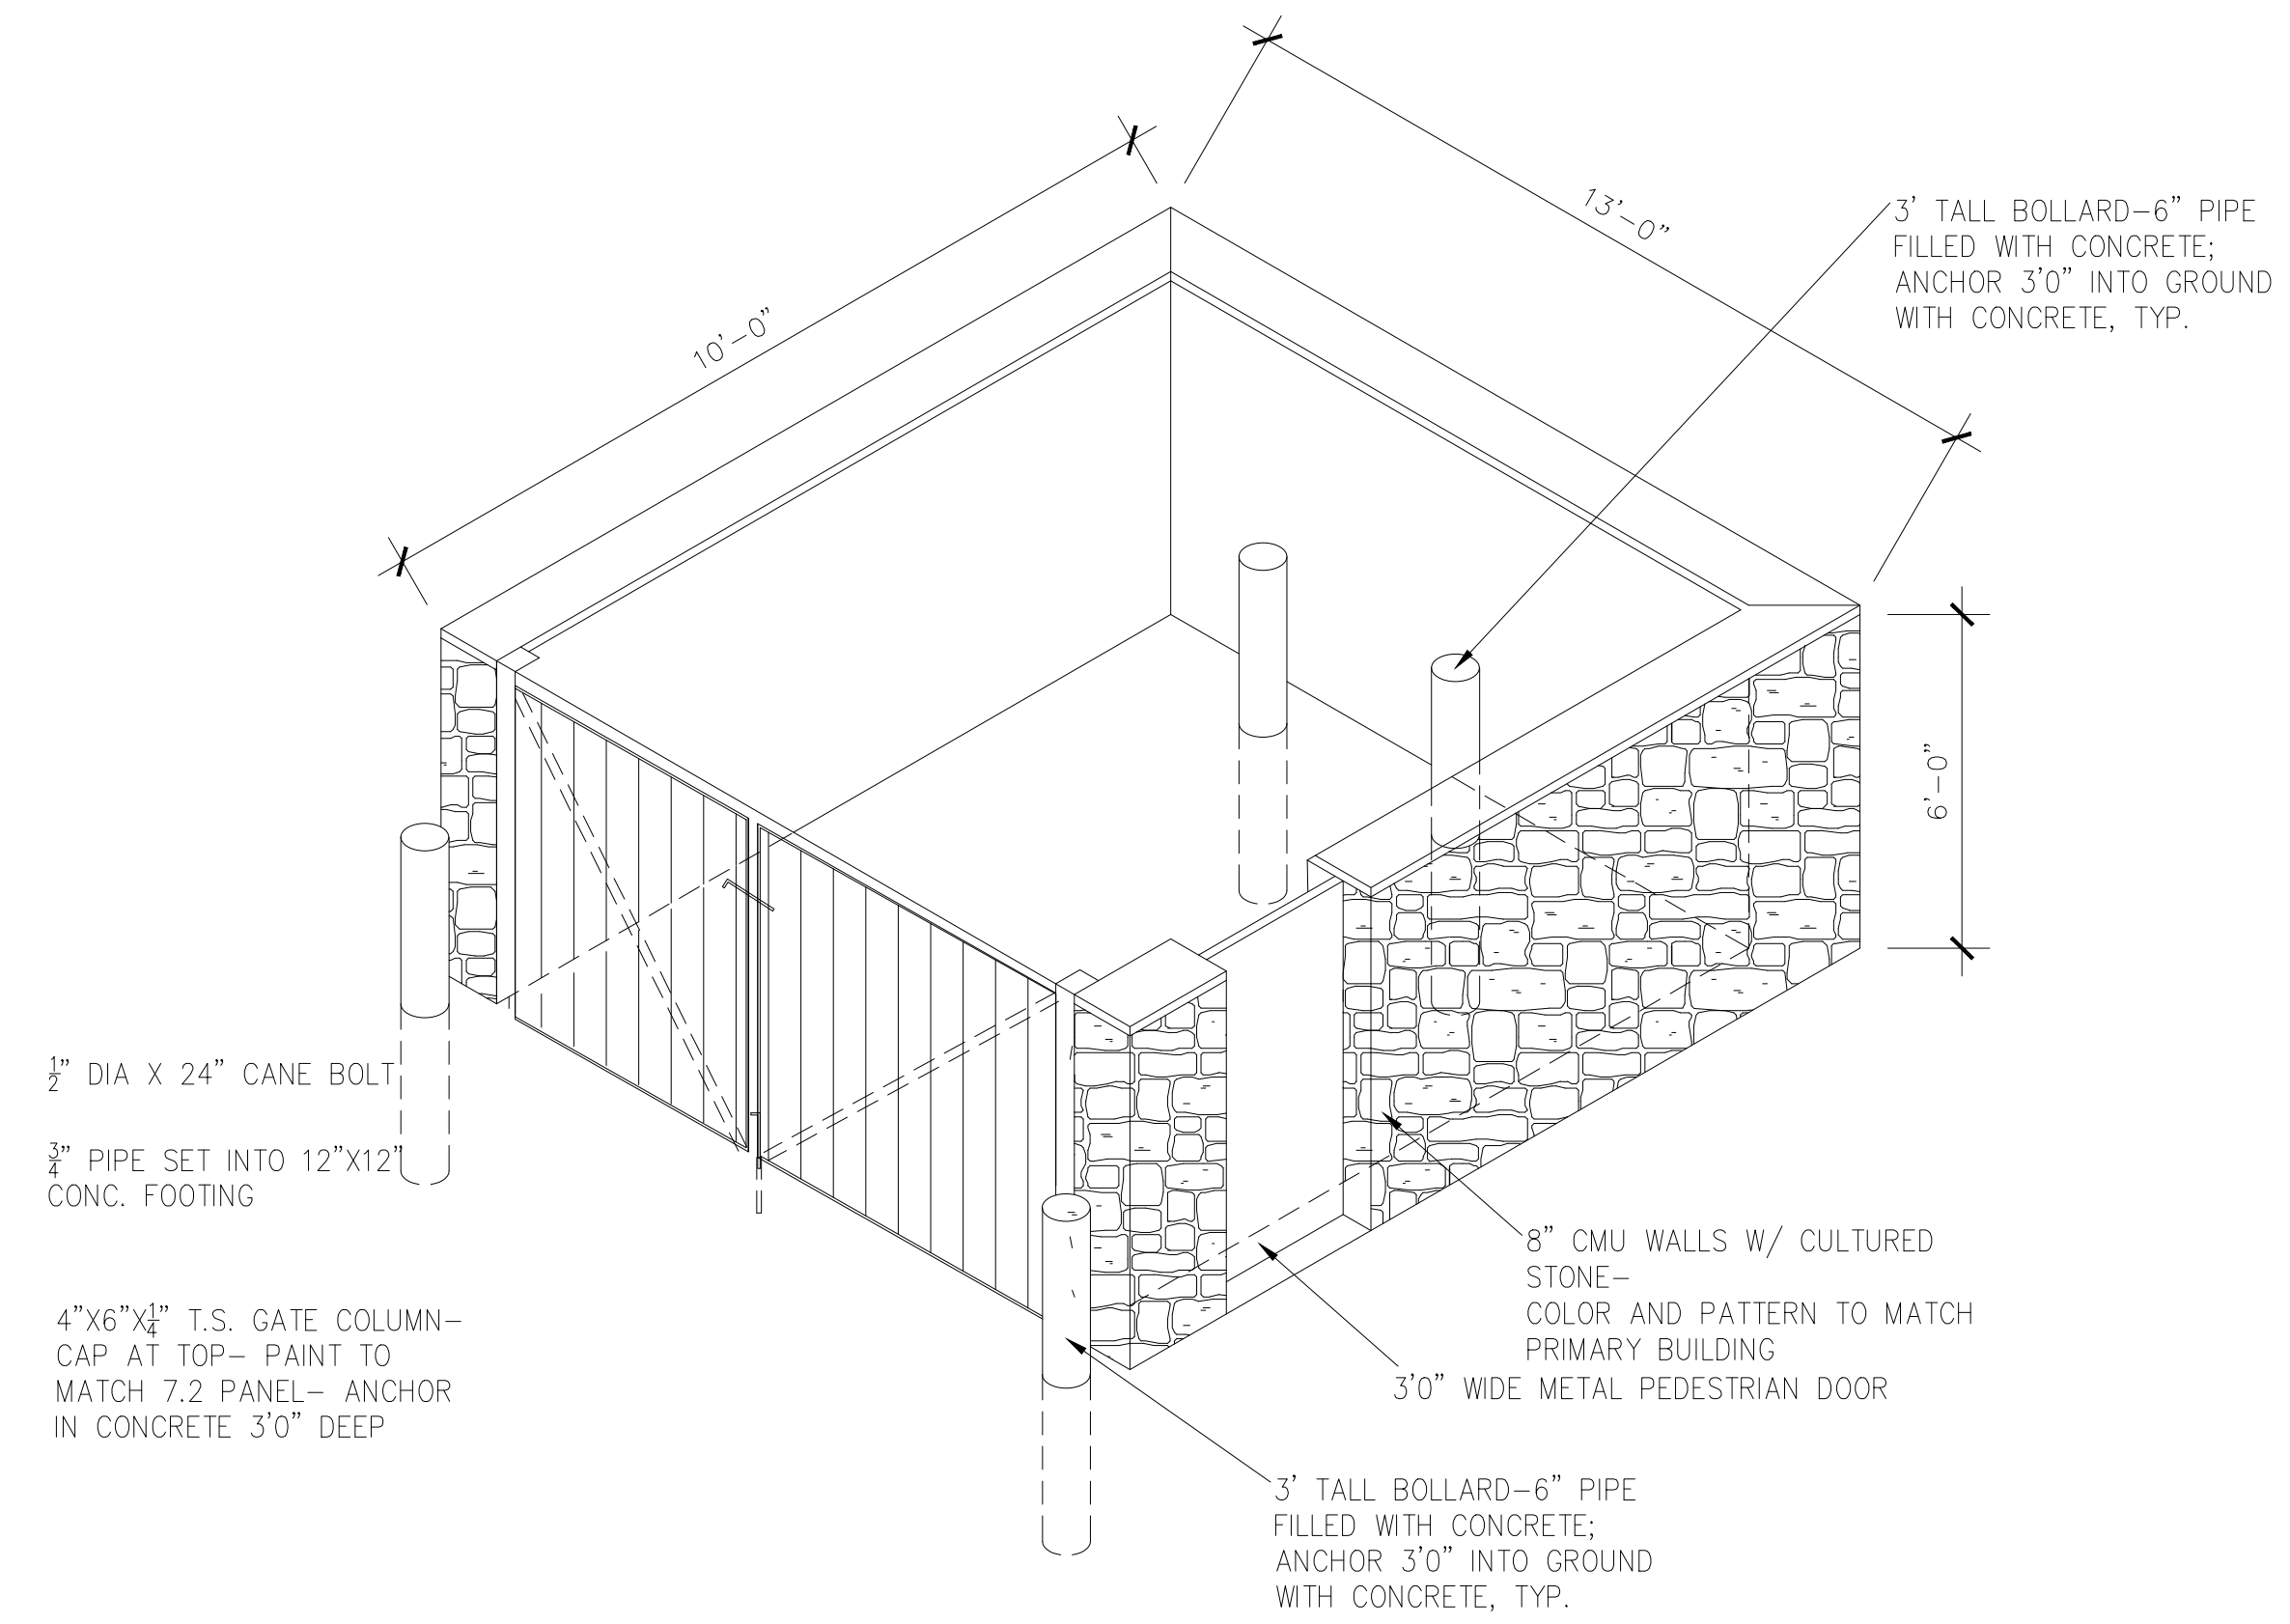 13'-0"
10'-0"
3' TALL BOLLARD-6" PIPE
FILLED WITH CONCRETE;
ANCHOR 3'0" INTO GROUND
WITH CONCRETE, TYP.
6'-0"
1/2" DIA X 24" CANE BOLT
3/4" PIPE SET INTO 12"X12"
CONC. FOOTING
4"X6"X1/4" T.S. GATE COLUMN-
CAP AT TOP- PAINT TO
MATCH 7.2 PANEL- ANCHOR
IN CONCRETE 3'0" DEEP
8" CMU WALLS W/ CULTURED
STONE-
COLOR AND PATTERN TO MATCH
PRIMARY BUILDING
3'0" WIDE METAL PEDESTRIAN DOOR
3' TALL BOLLARD-6" PIPE
FILLED WITH CONCRETE;
ANCHOR 3'0" INTO GROUND
WITH CONCRETE, TYP.